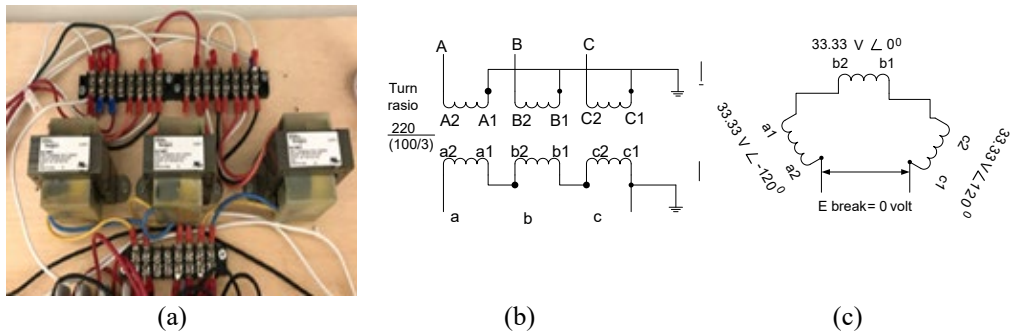 A B C
Turn
rasio
220
(100/3)
A2 A1 B2 B1 C2 C1
a2 a1 b2 b1 c2 c1
a b c
33.33 V ∠ 0⁰
b2 b1
a1
a2
33.33 V∠-120⁰
c2
c1
33.33V∠120⁰
E break= 0 volt
(a) (b) (c)